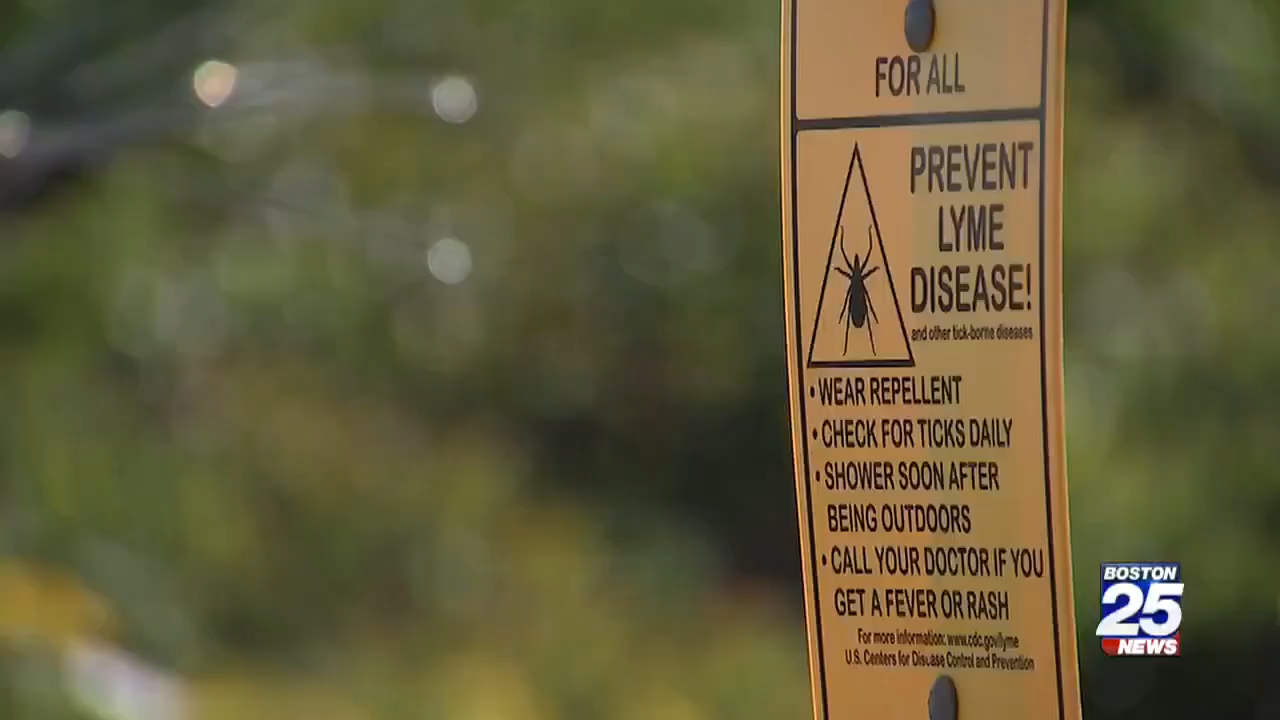 FOR ALL
PREVENT
LYME
DISEASE!
and other tick-borne diseases
• WEAR REPELLENT
• CHECK FOR TICKS DAILY
• SHOWER SOON AFTER
BEING OUTDOORS
• CALL YOUR DOCTOR IF YOU
GET A FEVER OR RASH
For more information: www.cdc.gov/lyme
U.S. Centers for Disease Control and Prevention
BOSTON
25
NEWS